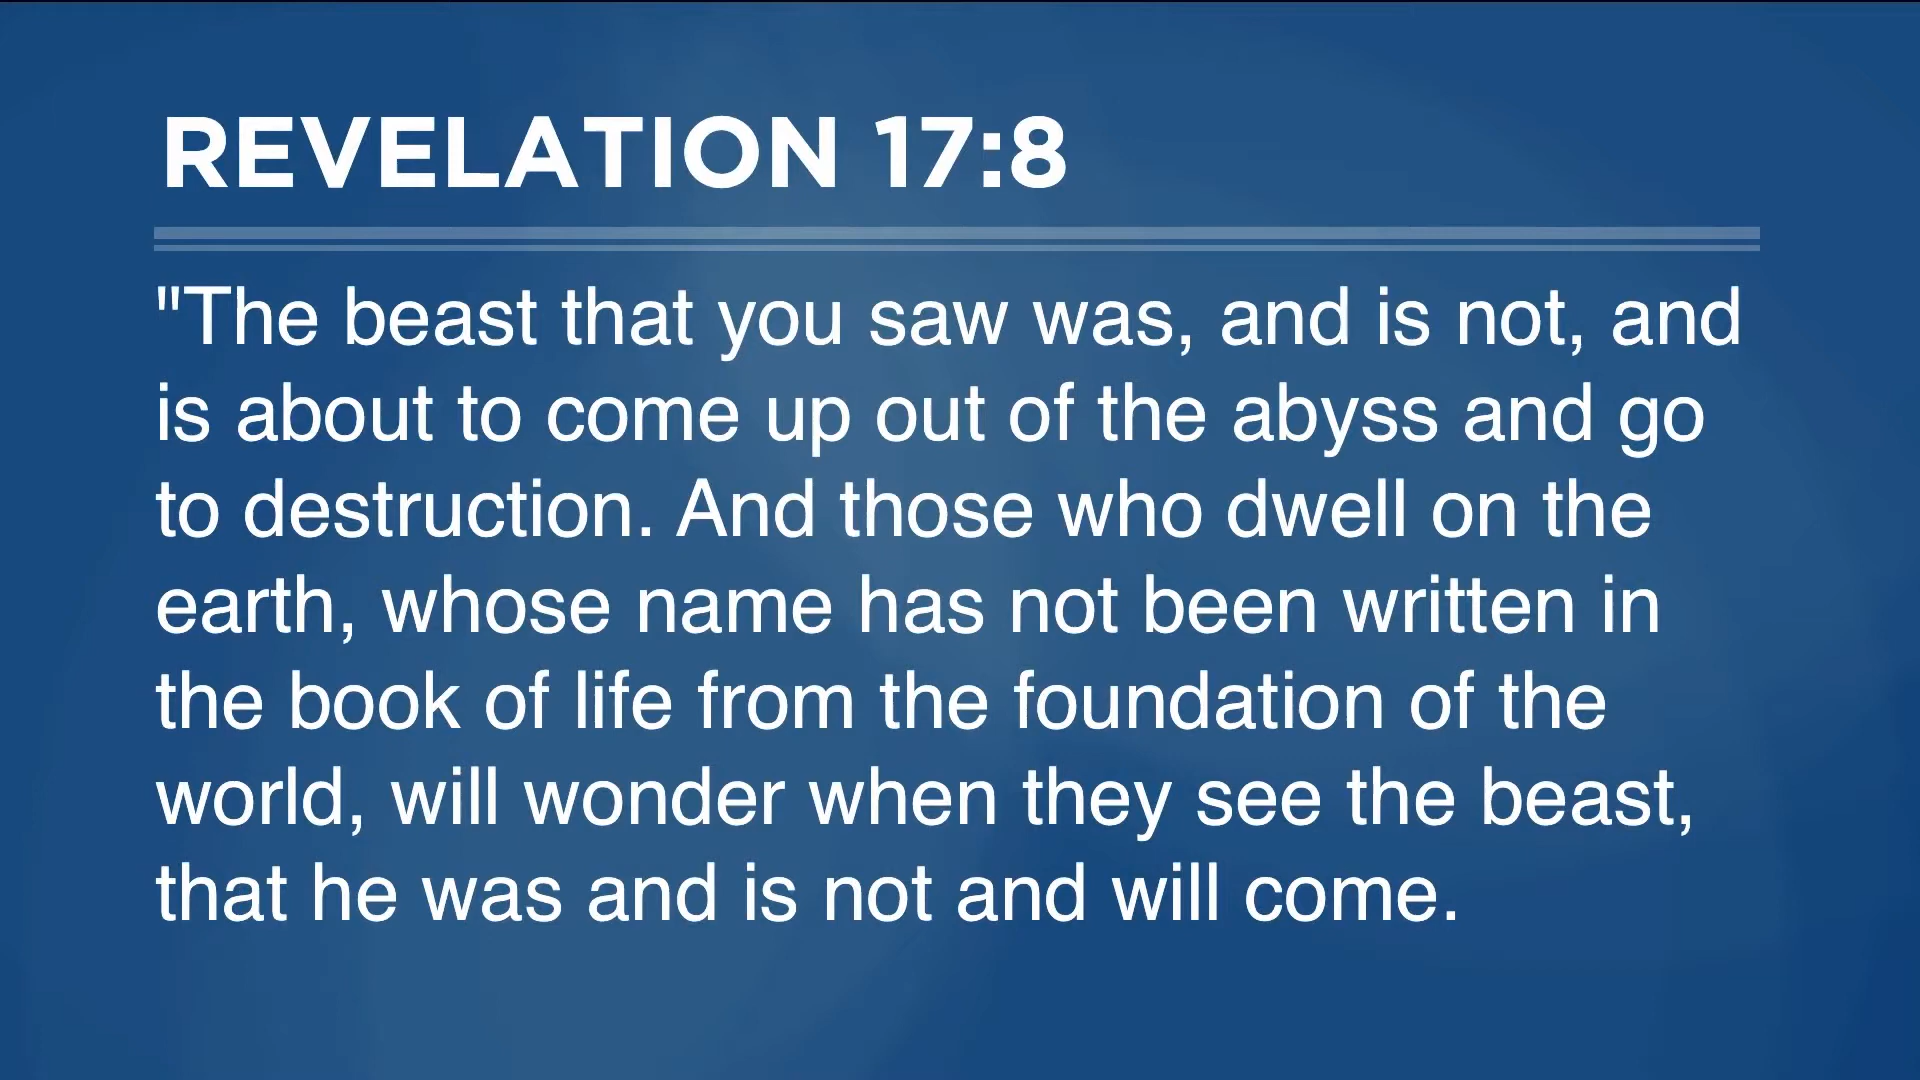 REVELATION 17:8
"The beast that you saw was, and is not, and
is about to come up out of the abyss and go
to destruction. And those who dwell on the
earth, whose name has not been written in
the book of life from the foundation of the
world, will wonder when they see the beast,
that he was and is not and will come.